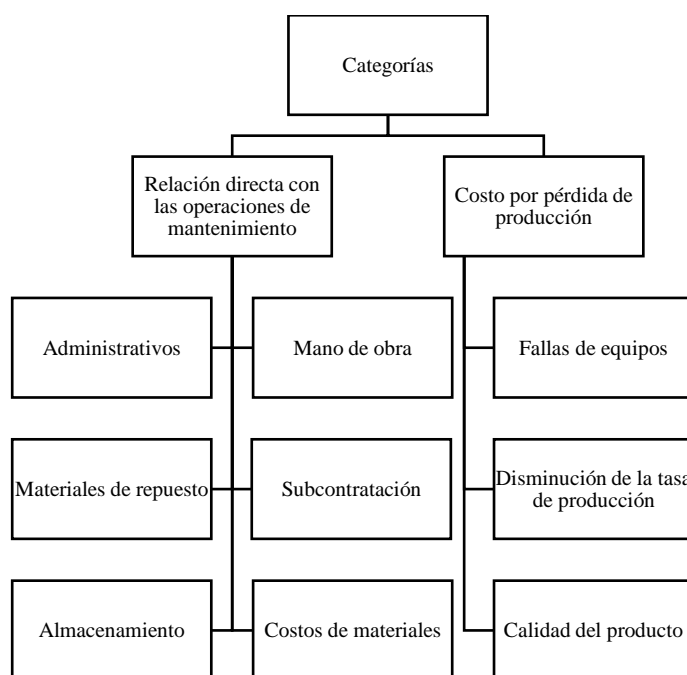 Categorías
Relación directa con
las operaciones de
mantenimiento
Costo por pérdida de
producción
Administrativos
Mano de obra
Fallas de equipos
Materiales de repuesto
Subcontratación
Disminución de la tasa
de producción
Almacenamiento
Costos de materiales
Calidad del producto